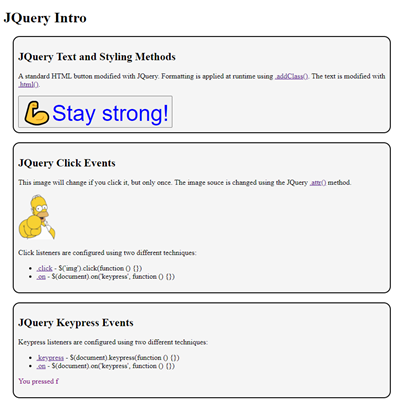 JQuery Intro
JQuery Text and Styling Methods
A standard HTML button modified with JQuery. Formatting is applied at runtime using .addClass(). The text is modified with
.html().
💪Stay strong!
JQuery Click Events
This image will change if you click it, but only once. The image souce is changed using the JQuery .attr() method.
Click listeners are configured using two different techniques:
• .click - $('img').click(function () {})
• .on - $(document).on('keypress', function () {})
JQuery Keypress Events
Keypress listeners are configured using two different techniques:
• .keypress - $(document).keypress(function () {})
• .on - $(document).on('keypress', function () {})
You pressed f